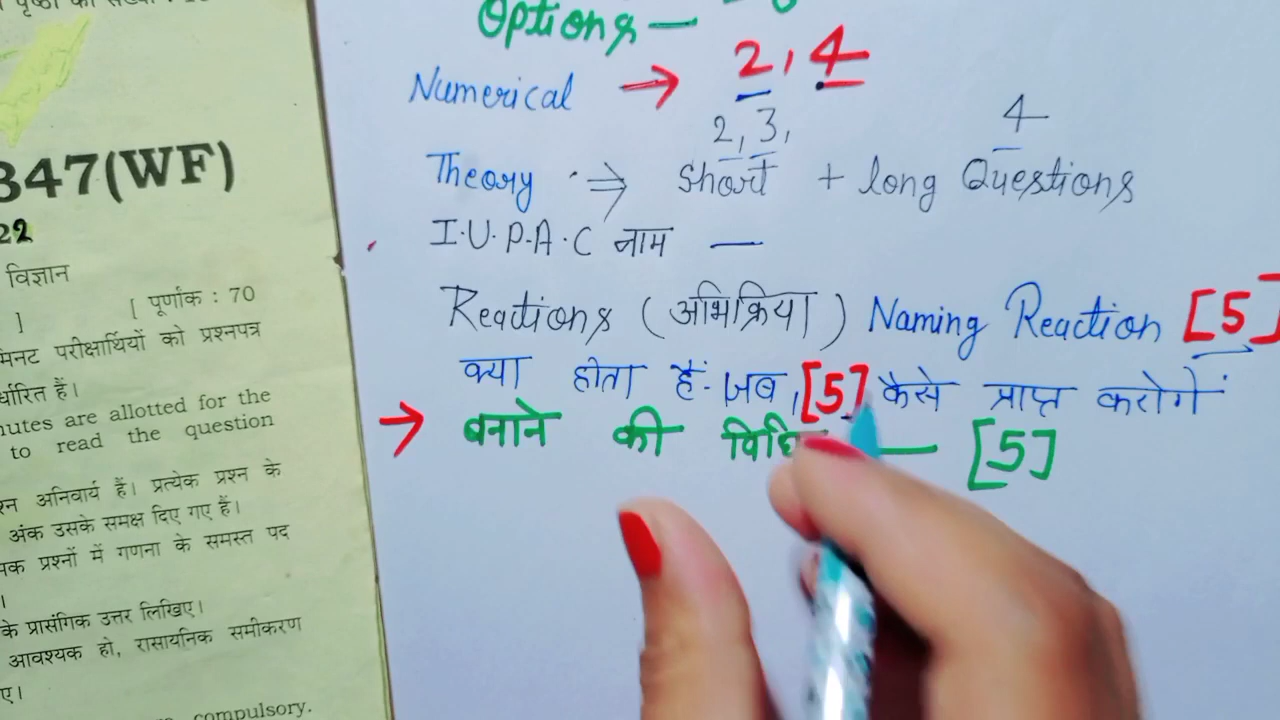 पृष्ठों की संख्या :
347(WF)
22
विज्ञान
] [ पूर्णांक : 70
मिनट परीक्षार्थियों को प्रश्नपत्र
र्धारित हैं।
nutes are allotted for the
to read the question
अनिवार्य हैं। प्रत्येक प्रश्न के
अंक उसके समक्ष दिए गए हैं।
प्रश्नों में गणना के समस्त पद
के प्रासंगिक उत्तर लिखिए।
आवश्यक हो, रासायनिक समीकरण
compulsory.
Options —
Numerical → 2, 4
2, 3, 4
Theory ⇒ Short + long Questions
I.U.P.A.C नाम —
Reactions (अभिक्रिया) Naming Reaction [5]
क्या होता हैं- जब, [5] कैसे प्राप्त करोगें
→ बनाने की विधि — [5]